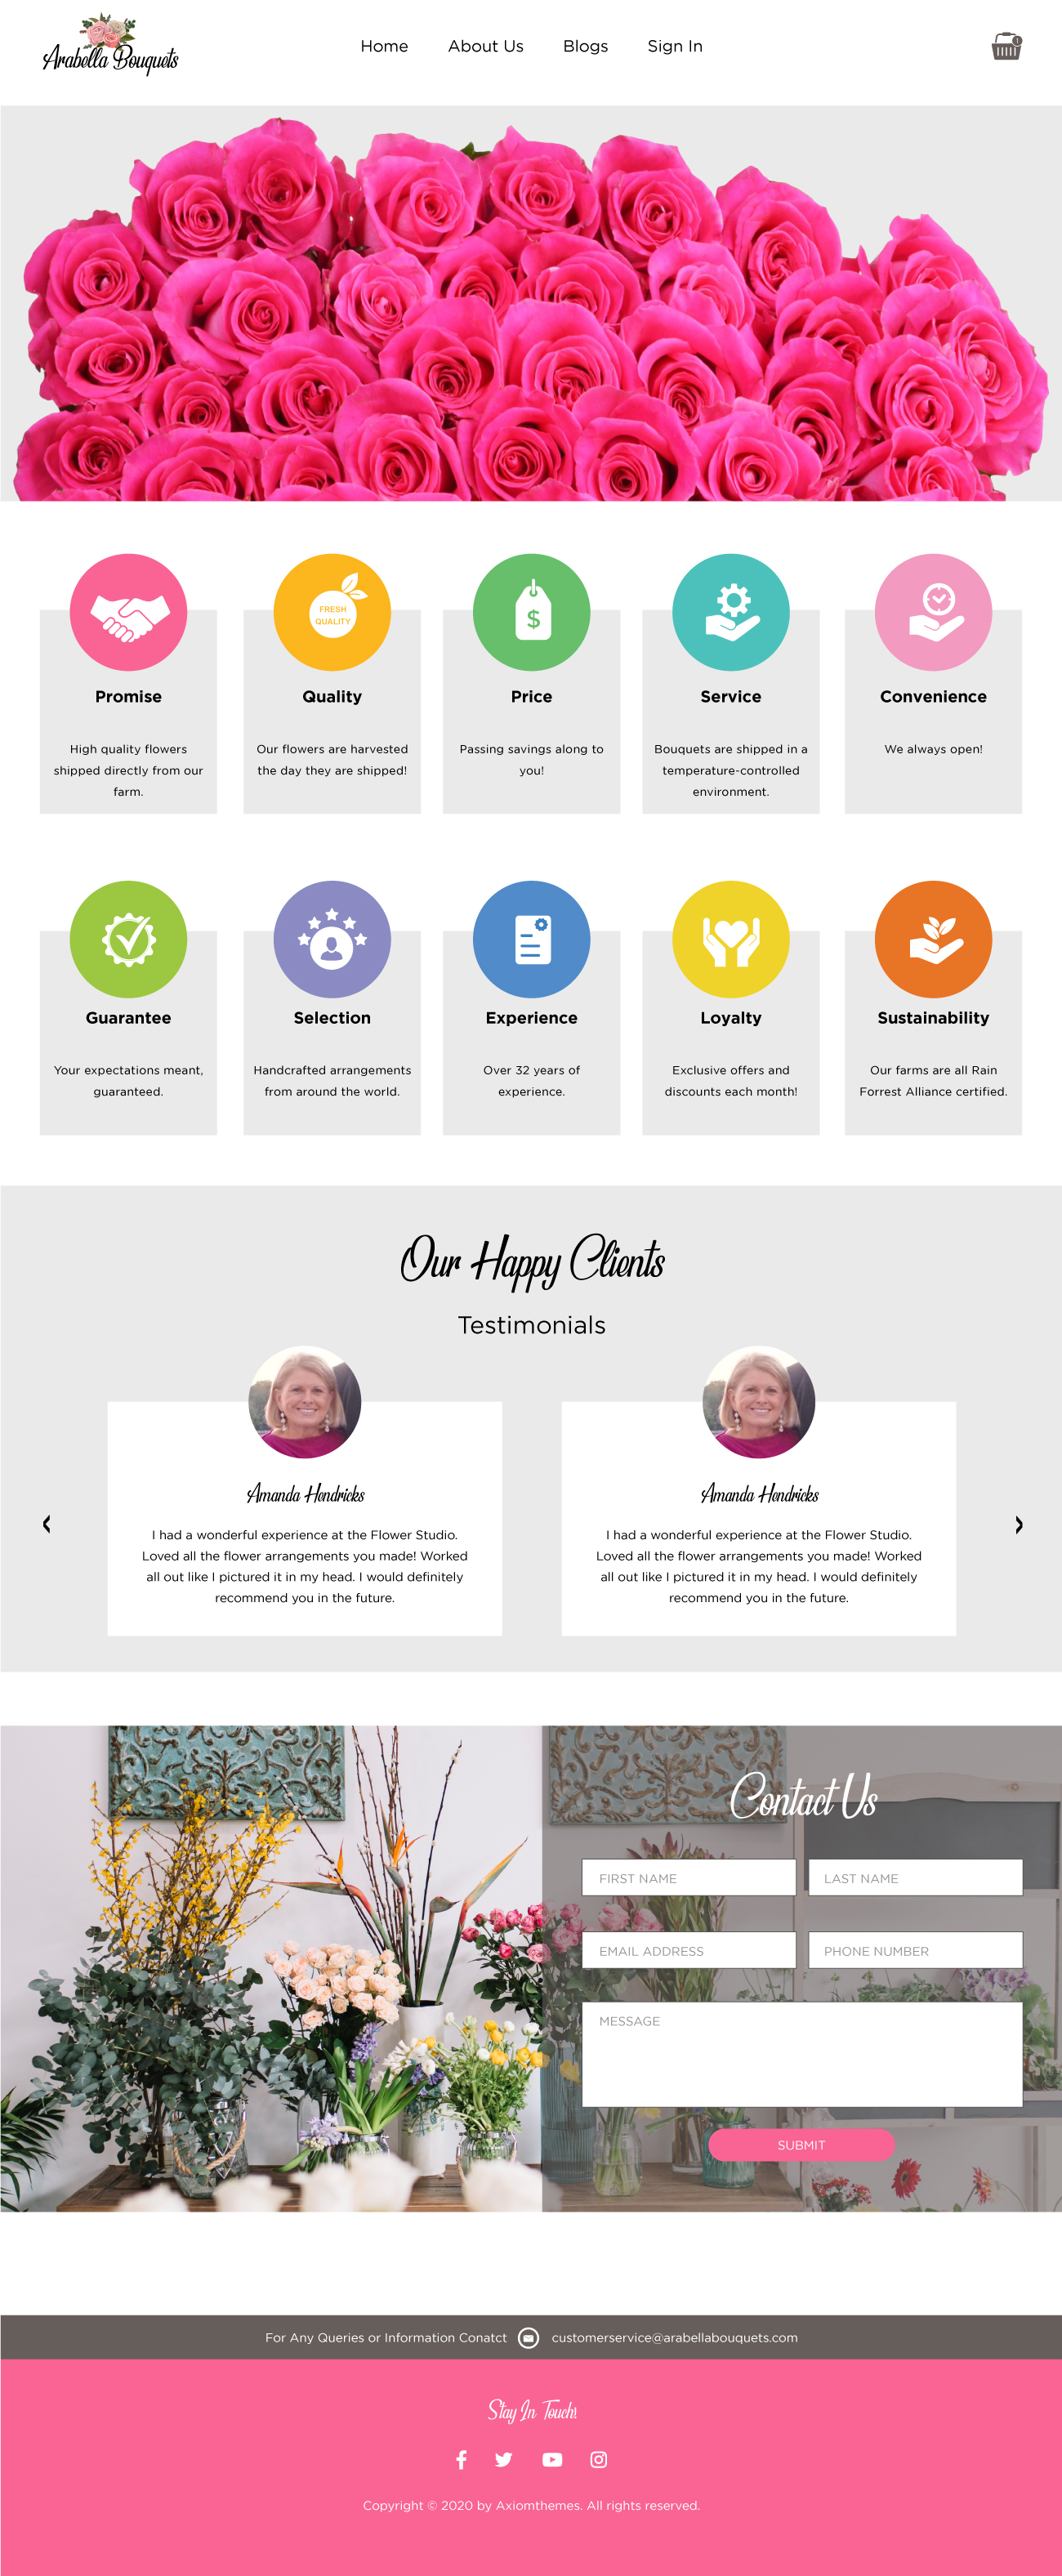 Arabella Bouquets
Home About Us Blogs Sign In
1
FRESH
QUALITY
$
Promise
High quality flowers
shipped directly from our
farm.
Quality
Our flowers are harvested
the day they are shipped!
Price
Passing savings along to
you!
Service
Bouquets are shipped in a
temperature-controlled
environment.
Convenience
We always open!
Guarantee
Your expectations meant,
guaranteed.
Selection
Handcrafted arrangements
from around the world.
Experience
Over 32 years of
experience.
Loyalty
Exclusive offers and
discounts each month!
Sustainability
Our farms are all Rain
Forrest Alliance certified.
Our Happy Clients
Testimonials
Amanda Hendricks
I had a wonderful experience at the Flower Studio.
Loved all the flower arrangements you made! Worked
all out like I pictured it in my head. I would definitely
recommend you in the future.
Amanda Hendricks
I had a wonderful experience at the Flower Studio.
Loved all the flower arrangements you made! Worked
all out like I pictured it in my head. I would definitely
recommend you in the future.
Contact Us
FIRST NAME
LAST NAME
EMAIL ADDRESS
PHONE NUMBER
MESSAGE
SUBMIT
For Any Queries or Information Conatct customerservice@arabellabouquets.com
Stay In Touch!
Copyright © 2020 by Axiomthemes. All rights reserved.